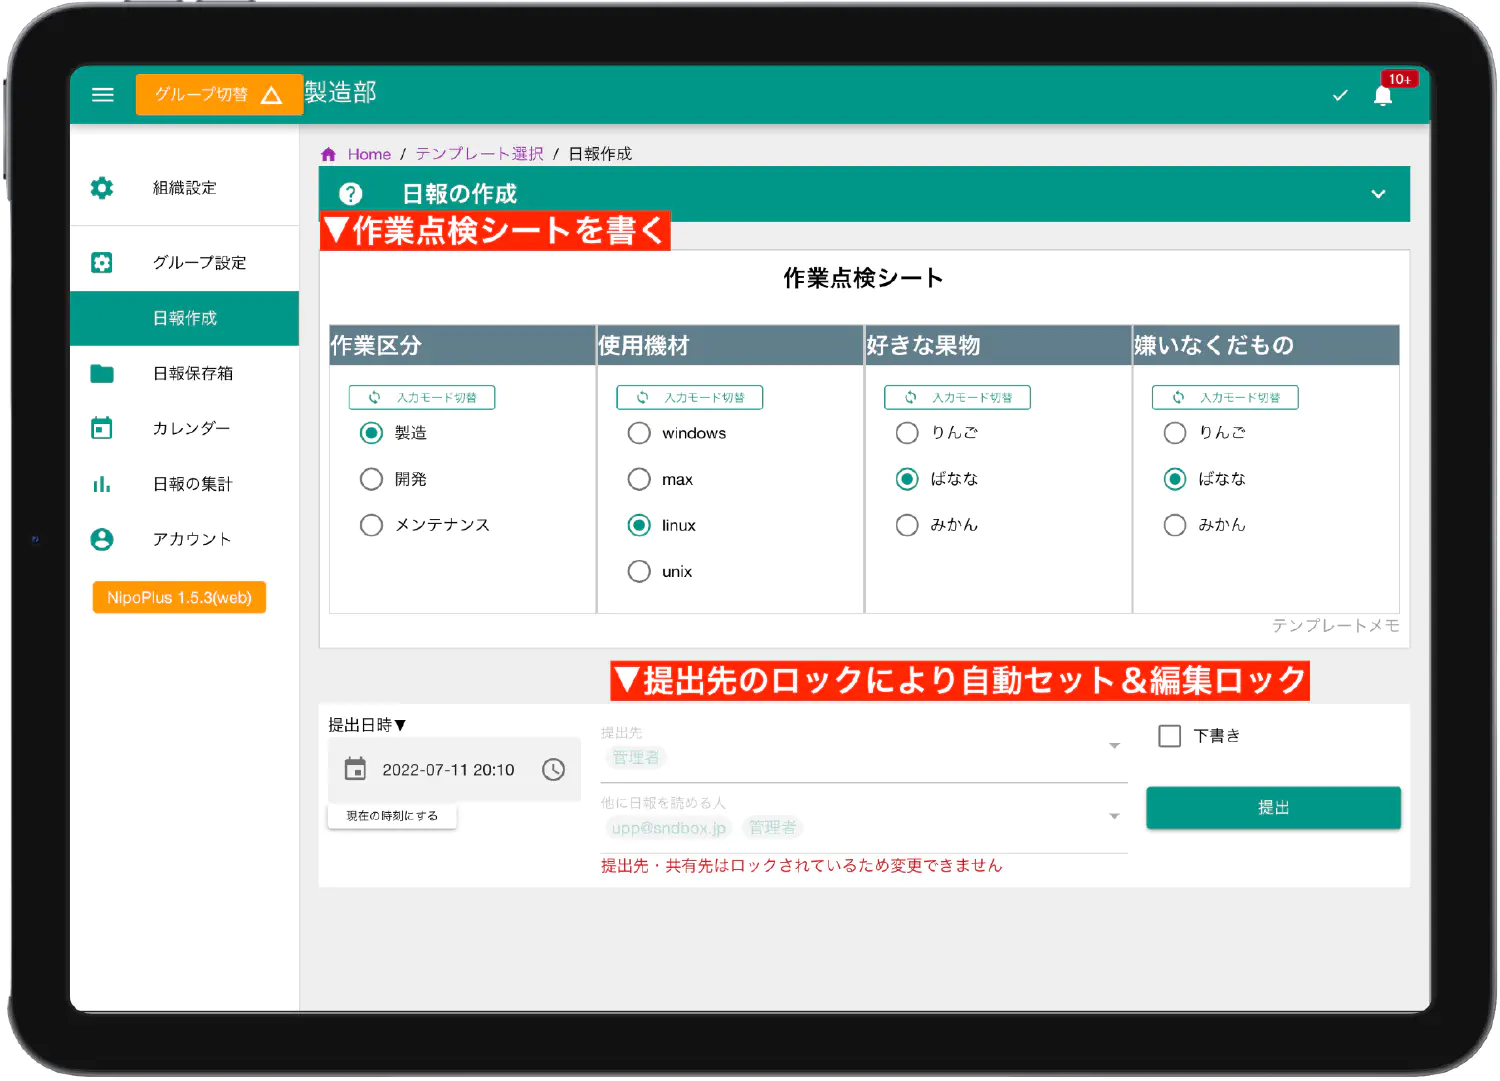 グループ切替 製造部 10+
Home / テンプレート選択 / 日報作成
組織設定
グループ設定
日報作成
日報保存箱
カレンダー
日報の集計
アカウント
NipoPlus 1.5.3(web)
日報の作成
▼作業点検シートを書く
作業点検シート
作業区分 使用機材 好きな果物 嫌いなくだもの
入力モード切替 入力モード切替 入力モード切替 入力モード切替
製造 windows りんご りんご
開発 max ばなな ばなな
メンテナンス linux みかん みかん
unix
テンプレートメモ
▼提出先のロックにより自動セット＆編集ロック
提出日時▼
2022-07-11 20:10
現在の時刻にする
提出先
管理者
他に日報を読める人
upp@sndbox.jp 管理者
提出先・共有先はロックされているため変更できません
下書き
提出